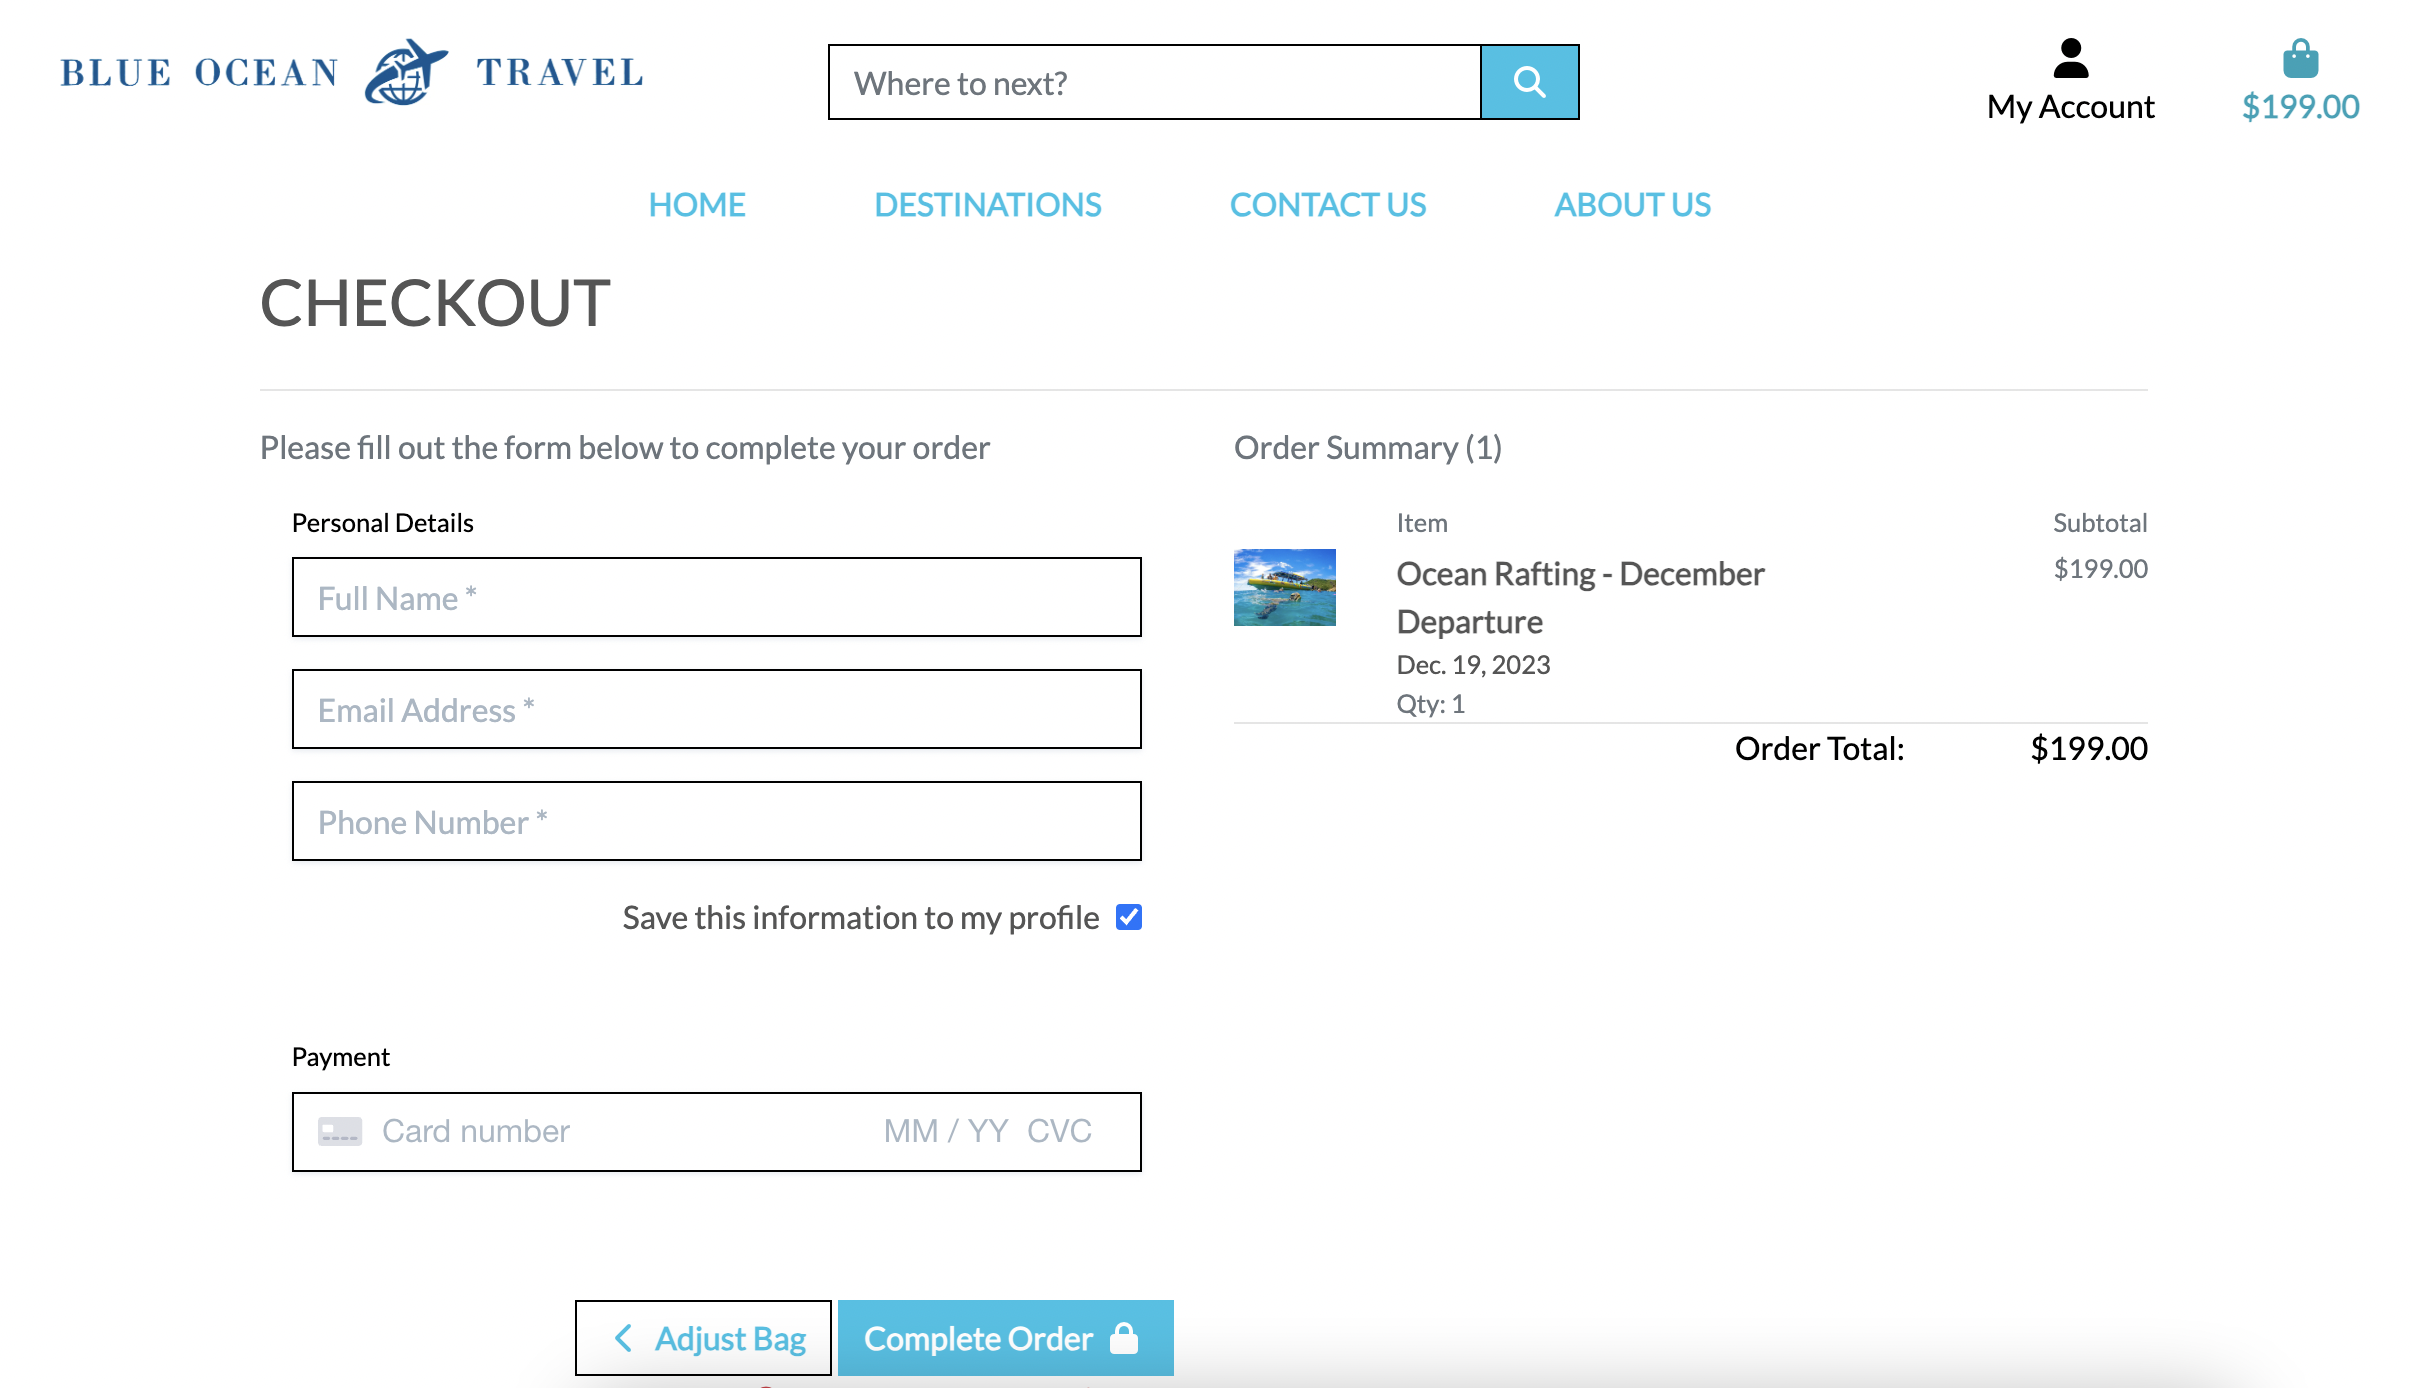 BLUE OCEAN TRAVEL
Where to next?
My Account
$199.00
HOME DESTINATIONS CONTACT US ABOUT US
CHECKOUT
Please fill out the form below to complete your order
Personal Details
Full Name *
Email Address *
Phone Number *
Save this information to my profile
Payment
Card number MM / YY CVC
Adjust Bag
Complete Order
Order Summary (1)
Item Subtotal
Ocean Rafting - December $199.00
Departure
Dec. 19, 2023
Qty: 1
Order Total: $199.00